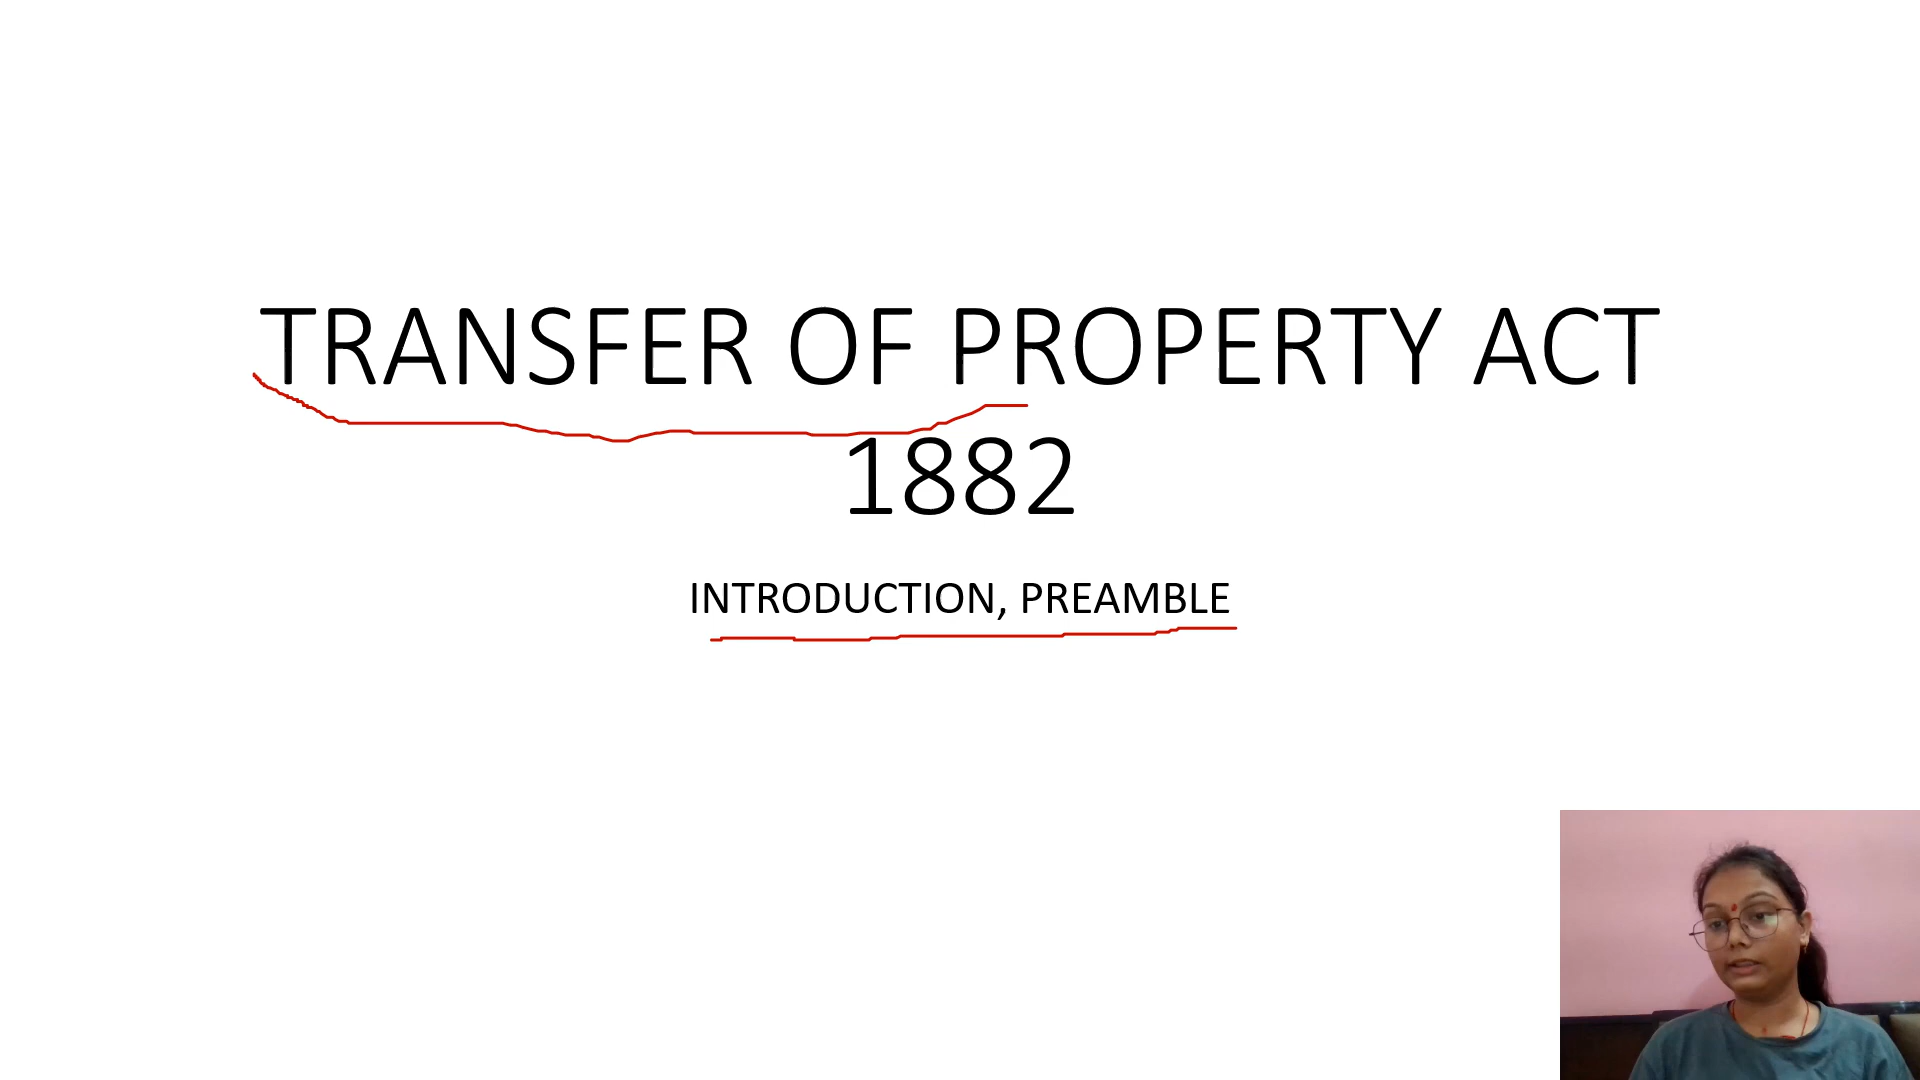 TRANSFER OF PROPERTY ACT
1882
INTRODUCTION, PREAMBLE